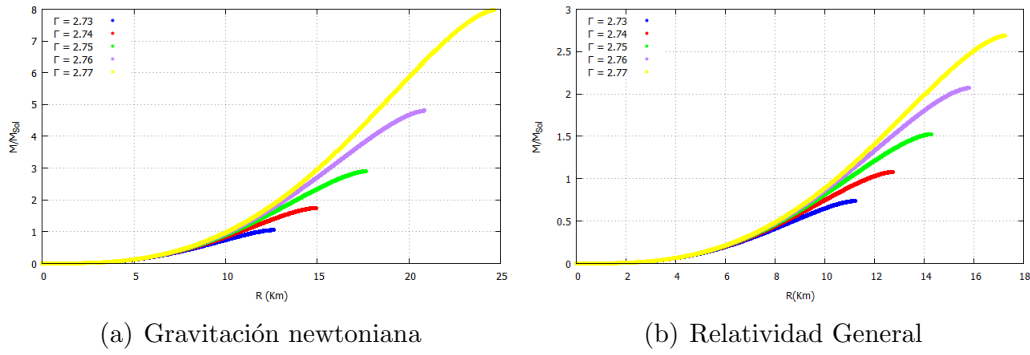 M/M_Sol
8
7
6
5
4
3
2
1
0
Γ = 2.73
Γ = 2.74
Γ = 2.75
Γ = 2.76
Γ = 2.77
0 5 10 15 20 25
R (Km)
(a) Gravitación newtoniana
M/M_Sol
3
2.5
2
1.5
1
0.5
0
Γ = 2.73
Γ = 2.74
Γ = 2.75
Γ = 2.76
Γ = 2.77
0 2 4 6 8 10 12 14 16 18
R(Km)
(b) Relatividad General